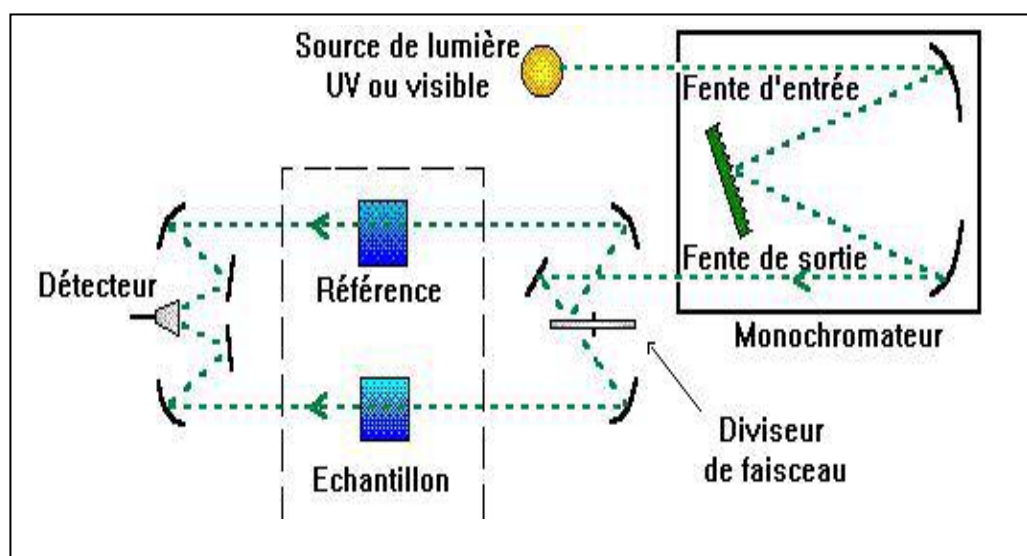 Source de lumière
UV ou visible
Fente d'entrée
Fente de sortie
Monochromateur
Détecteur
Référence
Echantillon
Diviseur
de faisceau